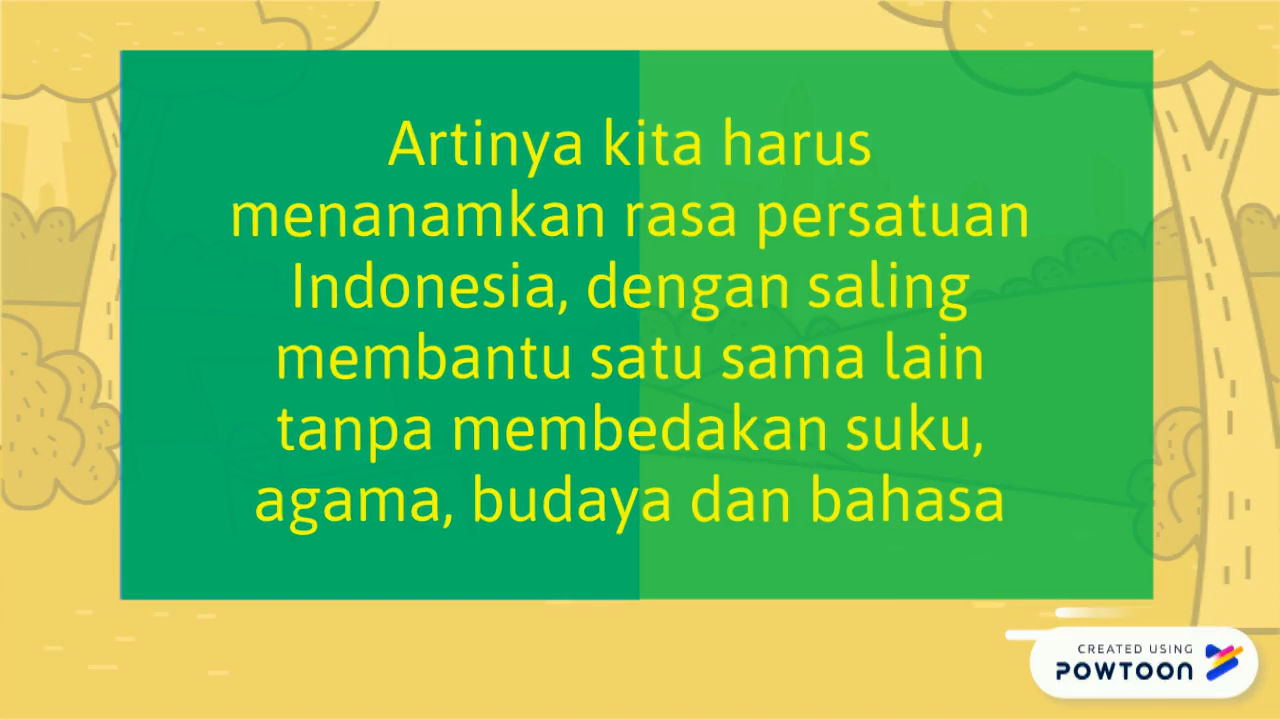 Artinya kita harus
menanamkan rasa persatuan
Indonesia, dengan saling
membantu satu sama lain
tanpa membedakan suku,
agama, budaya dan bahasa
CREATED USING
POWTOON